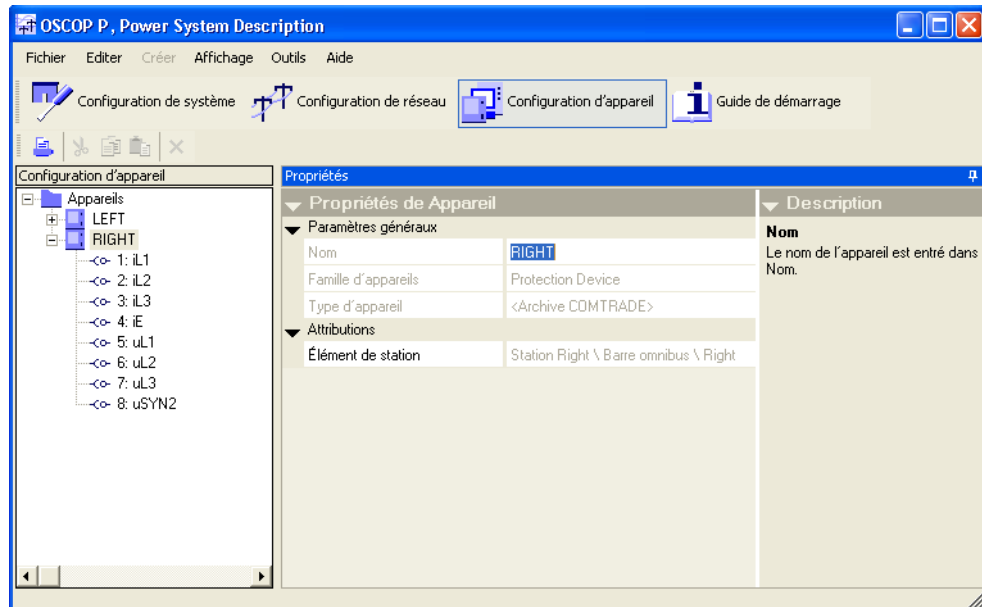 OSCOP P, Power System Description
Fichier Editer Créer Affichage Outils Aide
Configuration de système Configuration de réseau Configuration d'appareil Guide de démarrage
Configuration d'appareil
Appareils
LEFT
RIGHT
1: iL1
2: iL2
3: iL3
4: iE
5: uL1
6: uL2
7: uL3
8: uSYN2
Propriétés
Propriétés de Appareil
Paramètres généraux
Nom RIGHT
Famille d'appareils Protection Device
Type d'appareil <Archive COMTRADE>
Attributions
Élément de station Station Right \ Barre omnibus \ Right
Description
Nom
Le nom de l'appareil est entré dans
Nom.